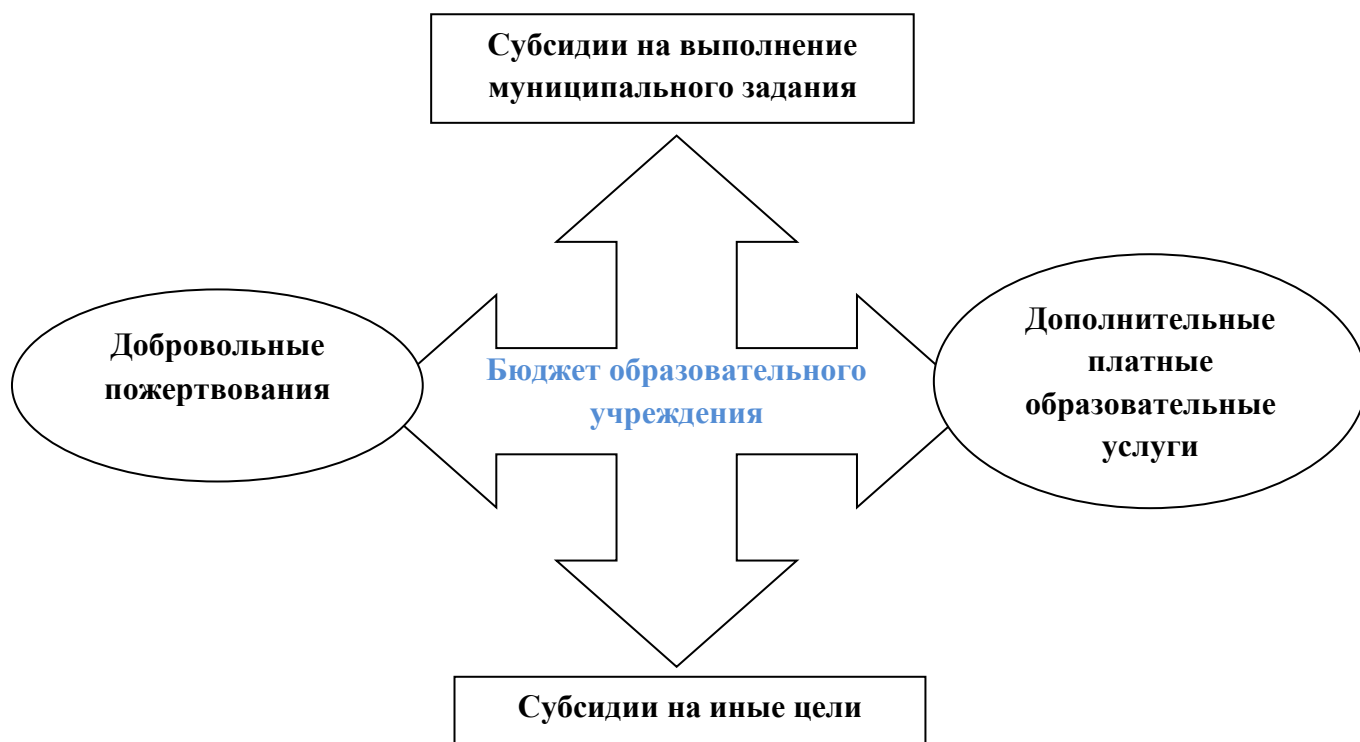 Субсидии на выполнение
муниципального задания
Добровольные
пожертвования
Бюджет образовательного
учреждения
Дополнительные
платные
образовательные
услуги
Субсидии на иные цели